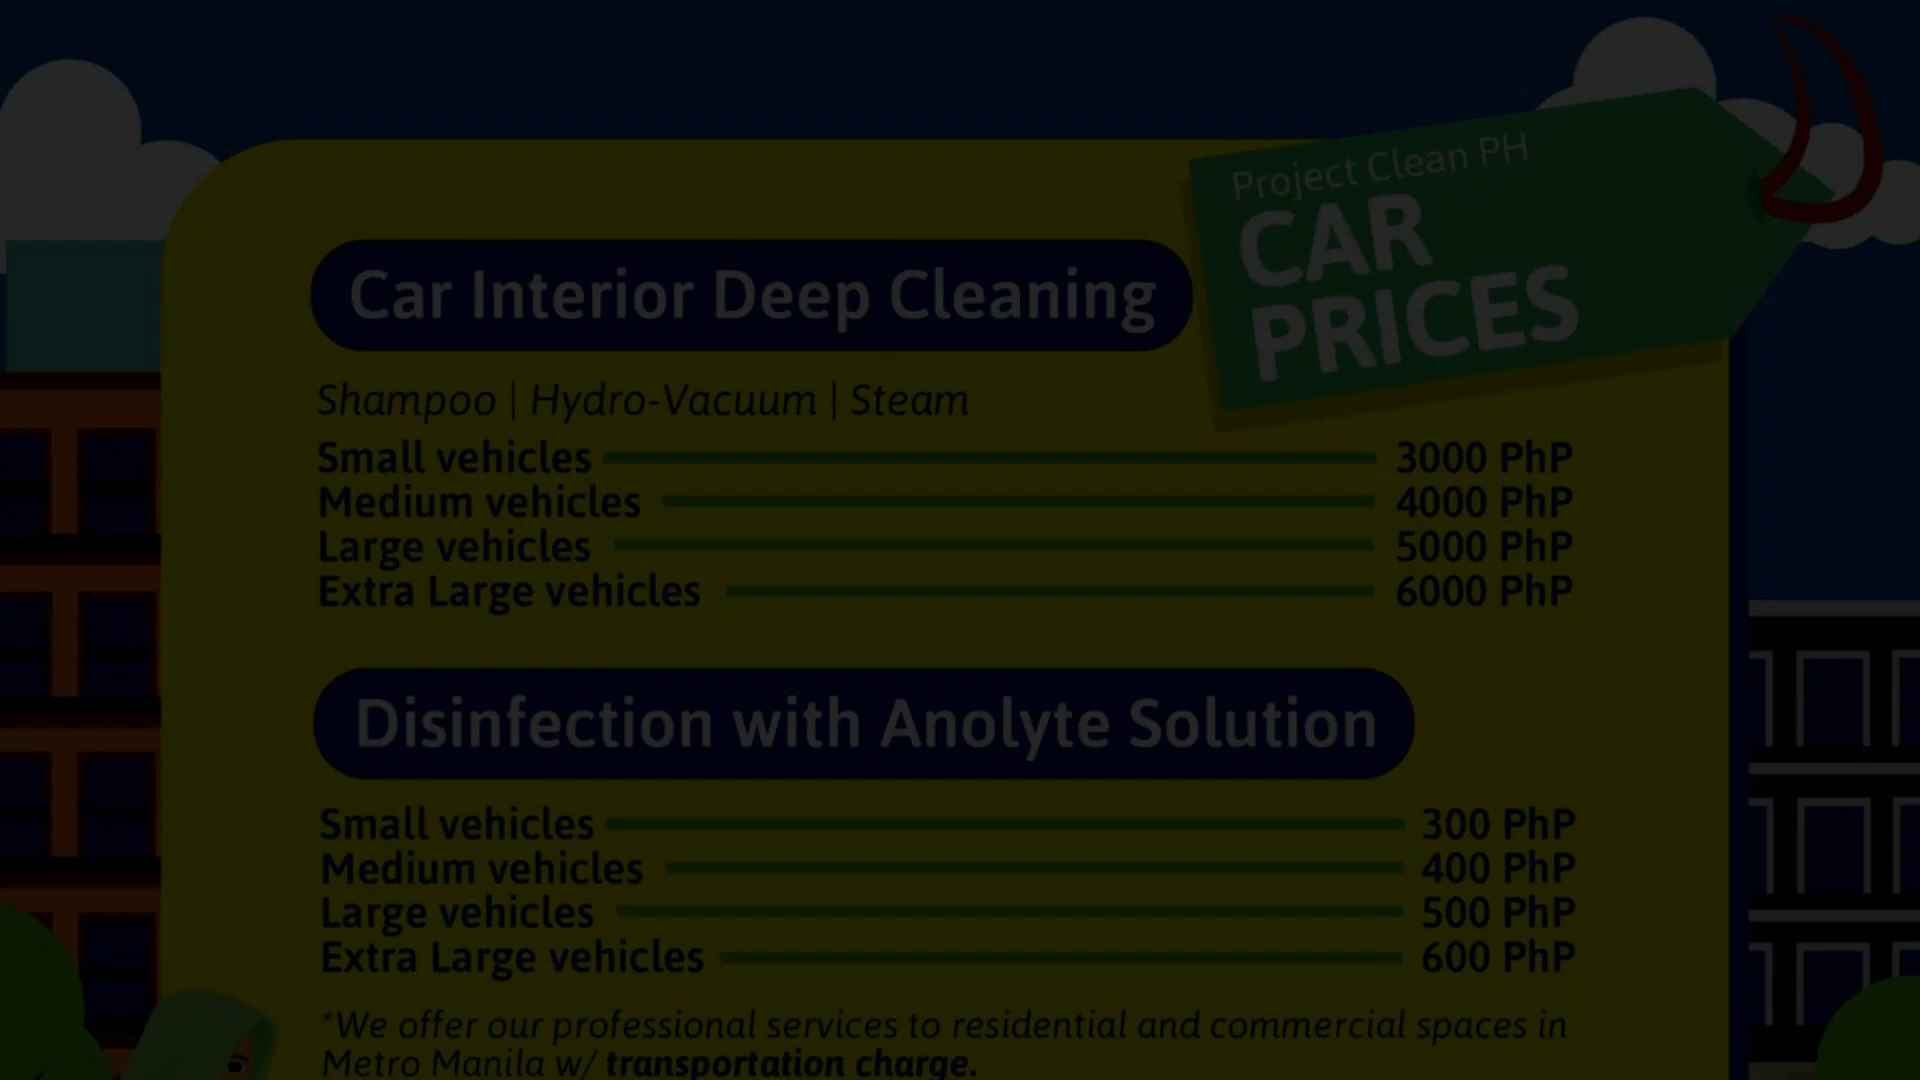 Project Clean PH
CAR
PRICES
Car Interior Deep Cleaning
Shampoo | Hydro-Vacuum | Steam
Small vehicles 3000 PhP
Medium vehicles 4000 PhP
Large vehicles 5000 PhP
Extra Large vehicles 6000 PhP
Disinfection with Anolyte Solution
Small vehicles 300 PhP
Medium vehicles 400 PhP
Large vehicles 500 PhP
Extra Large vehicles 600 PhP
*We offer our professional services to residential and commercial spaces in
Metro Manila w/ transportation charge.